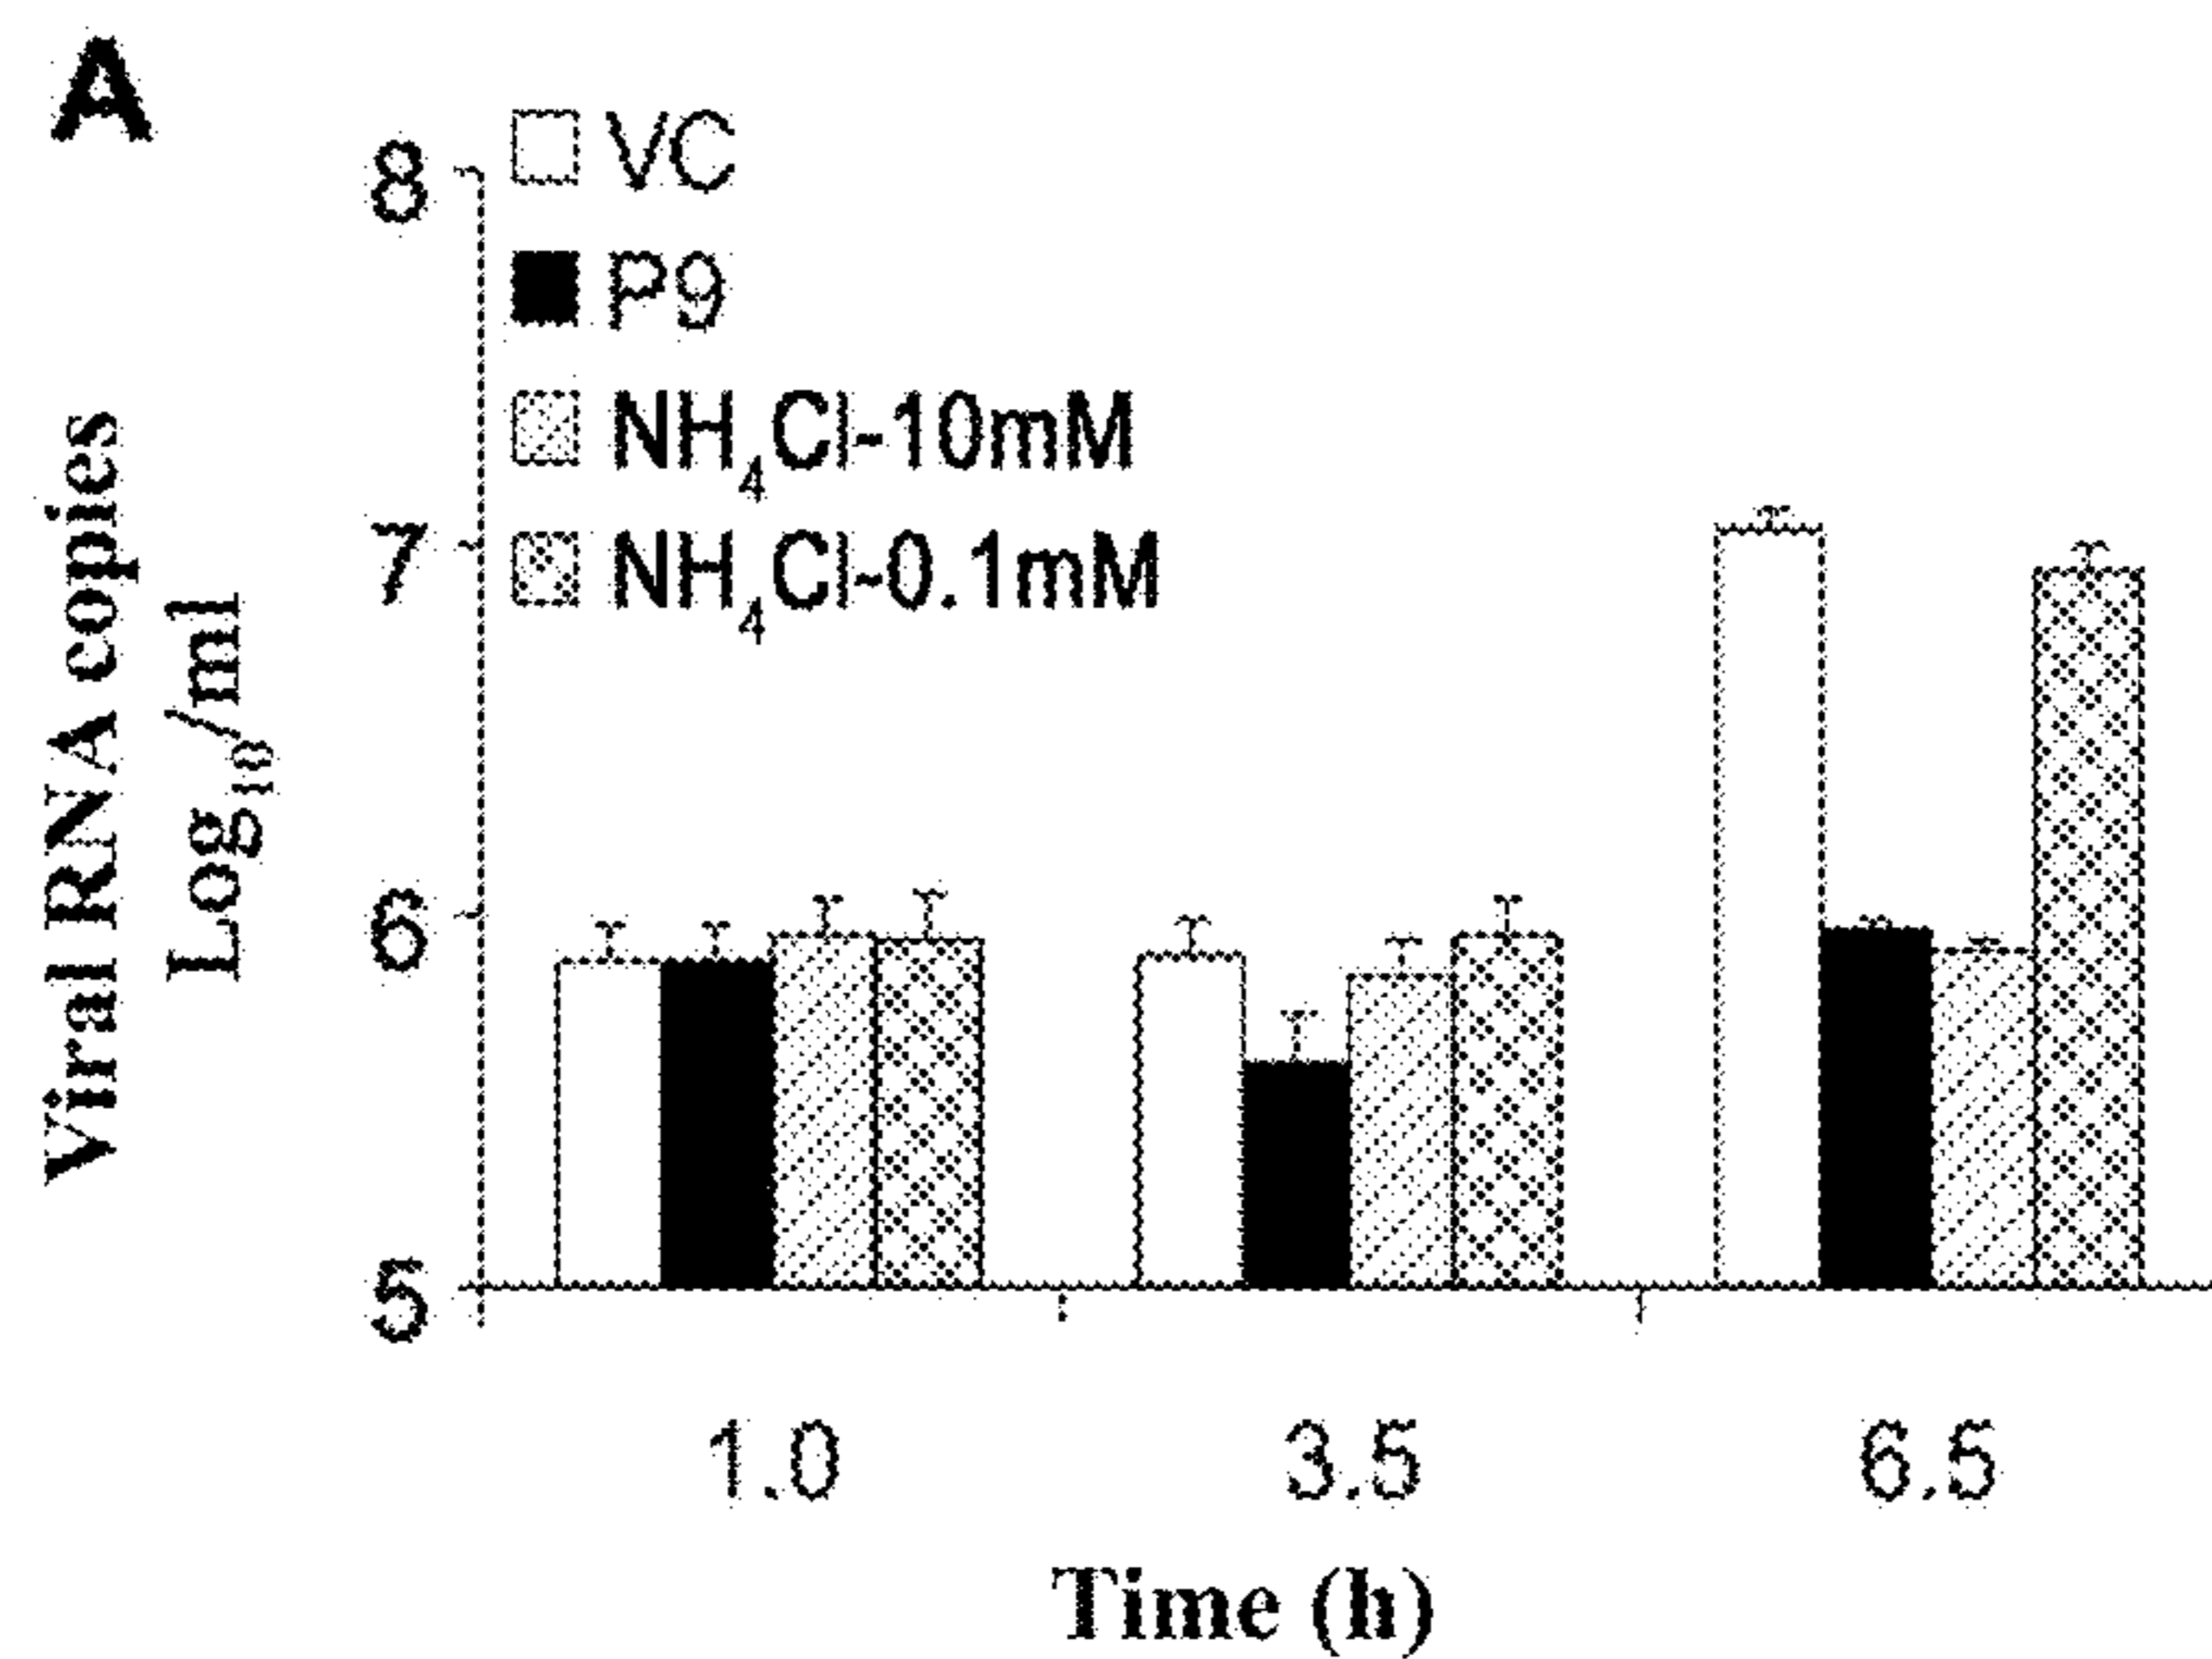 A
8
7
6
5
VC
P9
NH₄Cl-10mM
NH₄Cl-0.1mM
Viral RNA copies
Log₁₀/ml
1.0 3.5 6.5
Time (h)